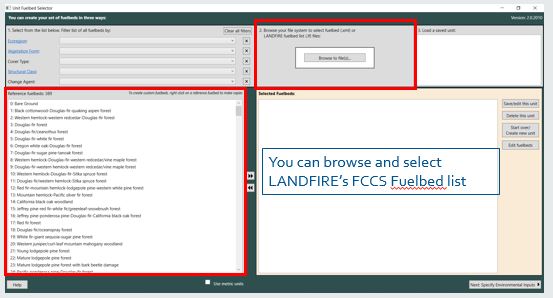 Unit Fuelbed Selector
You can create your set of fuelbeds in three ways:
Version: 2.0.2010
1. Select from the list below. Filter list of all fuelbeds by:
Clear all filters
Ecoregion:
Vegetation Form:
Cover Type:
Structural Class:
Change Agent
2. Browse your file system to select fuelbed (.xml) or
LANDFIRE fuelbed list (.lft) files:
Browse to file(s)...
3. Load a saved unit:
Reference fuelbeds: 380
To create custom fuelbeds, right click on a reference fuelbed to make copies
0: Bare Ground
1: Black cottonwood-Douglas-fir-quaking aspen forest
2: Western hemlock-western redcedar-Douglas-fir forest
3: Douglas-fir forest
4: Douglas-fir/ceanothus forest
5: Douglas-fir-white fir forest
6: Oregon white oak-Douglas-fir forest
7: Douglas-fir-sugar pine-tanoak forest
8: Western hemlock-Douglas-fir-western redcedar/vine maple forest
9: Douglas-fir-western hemlock-western redcedar/vine maple forest
10: Western hemlock-Douglas-fir-Sitka spruce forest
11: Douglas-fir/western hemlock-Sitka spruce forest
12: Red fir-mountain hemlock-lodgepole pine-western white pine forest
13: Mountain hemlock-Pacific silver fir forest
14: California black oak woodland
15: Jeffrey pine-red fir-white fir/greenleaf-snowbrush forest
16: Jeffrey pine-ponderosa pine-Douglas-fir-California black oak forest
17: Red fir forest
18: Douglas-fir/oceanspray forest
19: White fir-giant sequoia-sugar pine forest
20: Western juniper/curl-leaf mountain mahogany woodland
21: Young lodgepole pine forest
22: Mature lodgepole pine forest
23: Mature lodgepole pine forest with bark beetle damage
24: Pacific ponderosa pine-Douglas-fir forest
Selected Fuelbeds:
You can browse and select
LANDFIRE's FCCS Fuelbed list
Save/edit this unit
Delete this unit
Start over/
Create new unit
Edit fuelbeds
Help
Use metric units
Next: Specify Environmental Inputs